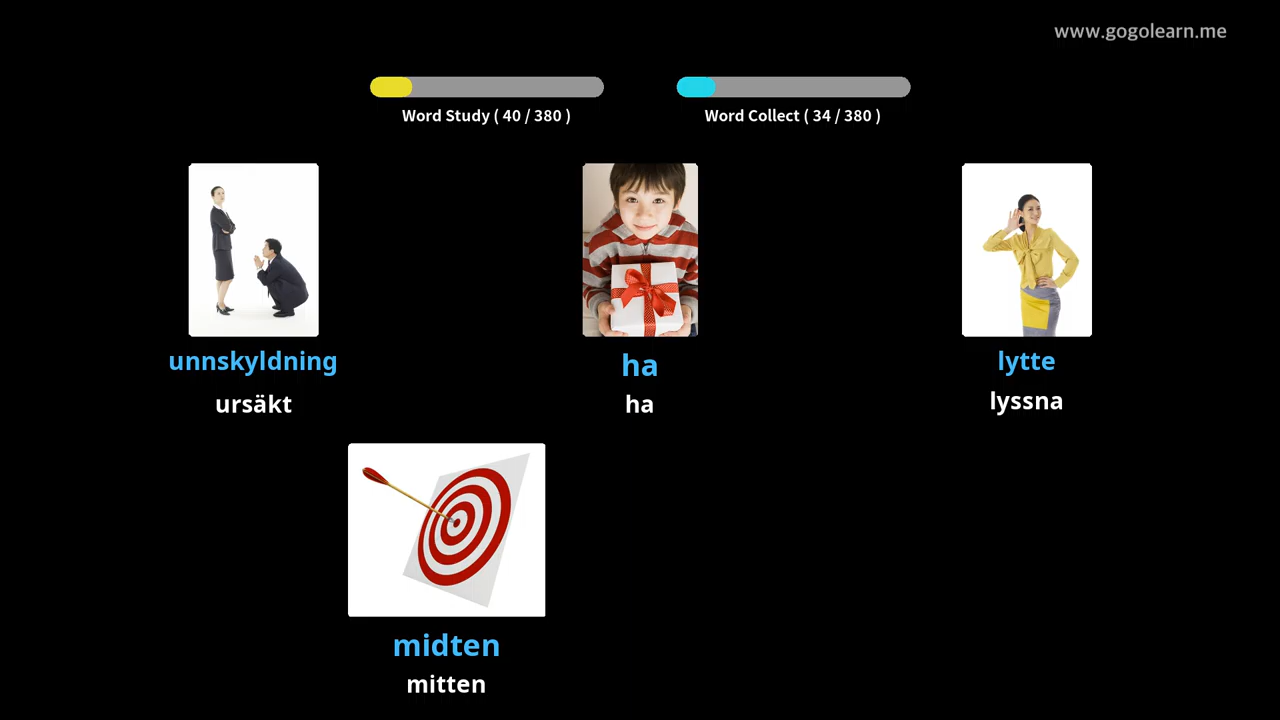 www.gogolearn.me
Word Study ( 40 / 380 )
Word Collect ( 34 / 380 )
unnskyldning
ursäkt
ha
ha
lytte
lyssna
midten
mitten